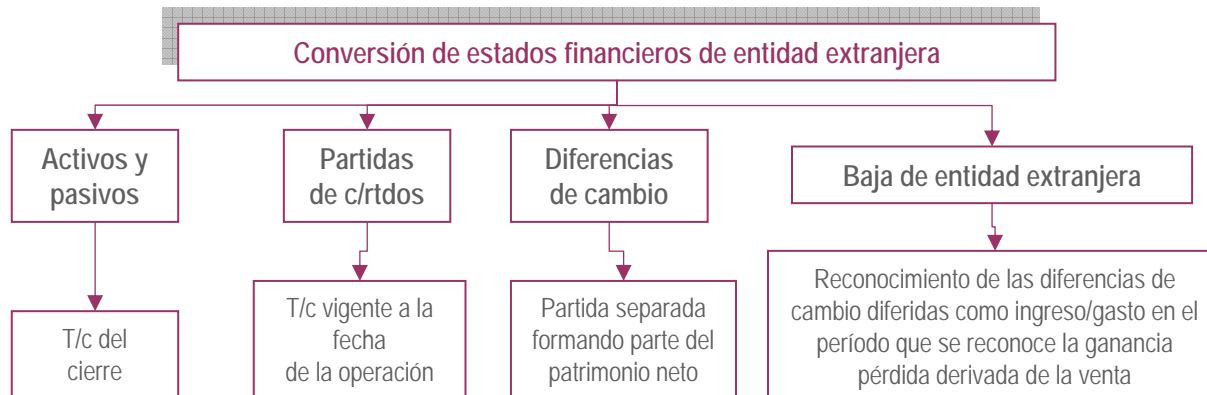 Conversión de estados financieros de entidad extranjera
Activos y
pasivos
Partidas
de c/rtdos
Diferencias
de cambio
Baja de entidad extranjera
T/c del
cierre
T/c vigente a la
fecha
de la operación
Partida separada
formando parte del
patrimonio neto
Reconocimiento de las diferencias de
cambio diferidas como ingreso/gasto en el
período que se reconoce la ganancia
pérdida derivada de la venta